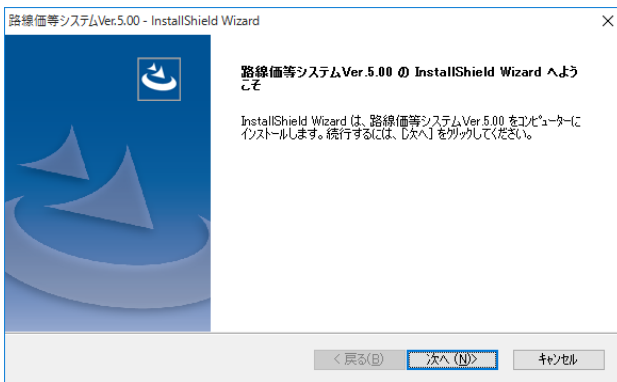 路線価等システムVer.5.00 - InstallShield Wizard
路線価等システムVer.5.00 の InstallShield Wizard へよう
こそ
InstallShield Wizard は、路線価等システムVer.5.00 をコンピューターに
インストールします。続行するには、[次へ] をクリックしてください。
< 戻る(B)
次へ (N)>
キャンセル